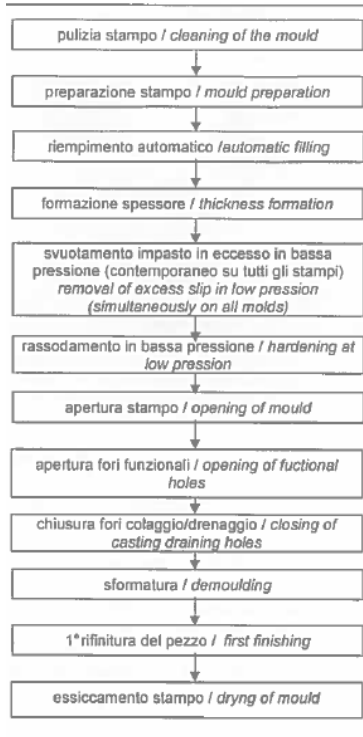 pulizia stampo / cleaning of the mould
preparazione stampo / mould preparation
riempimento automatico /automatic filling
formazione spessore / thickness formation
svuotamento impasto in eccesso in bassa
pressione (contemporaneo su tutti gli stampi)
removal of excess slip in low pression
(simultaneously on all molds)
rassodamento in bassa pressione / hardening at
low pression
apertura stampo / opening of mould
apertura fori funzionali / opening of fuctional
holes
chiusura fori colaggio/drenaggio / closing of
casting draining holes
sformatura / demoulding
1ª rifinitura del pezzo / first finishing
essiccamento stampo / dryng of mould